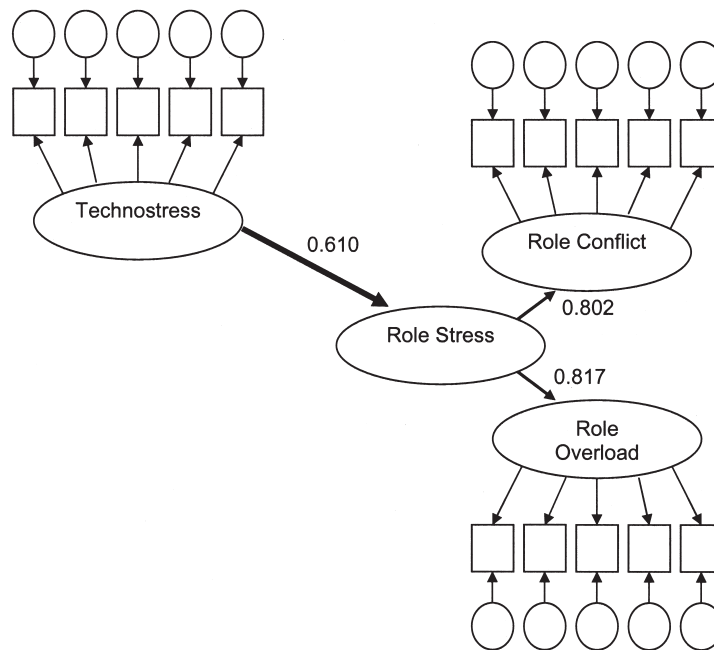 Technostress
0.610
Role Conflict
0.802
Role Stress
0.817
Role
Overload